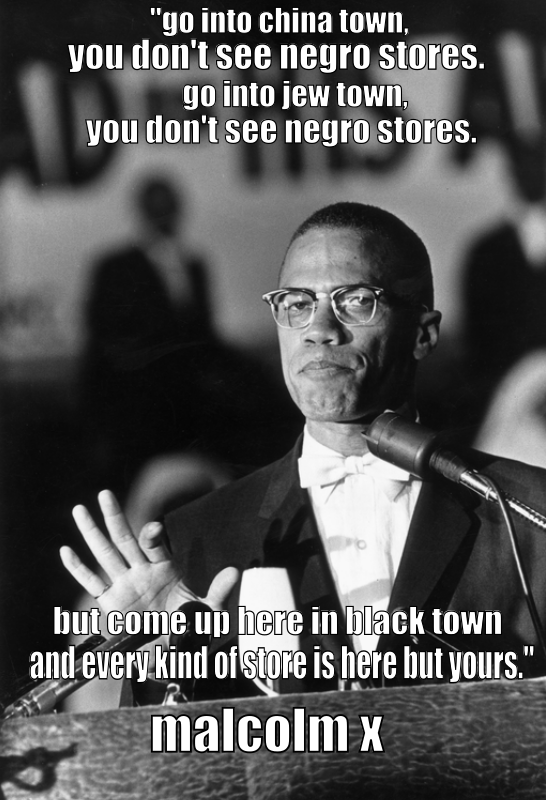 "go into china town,
you don't see negro stores.
go into jew town,
you don't see negro stores.
but come up here in black town
and every kind of store is here but yours."
malcolm x